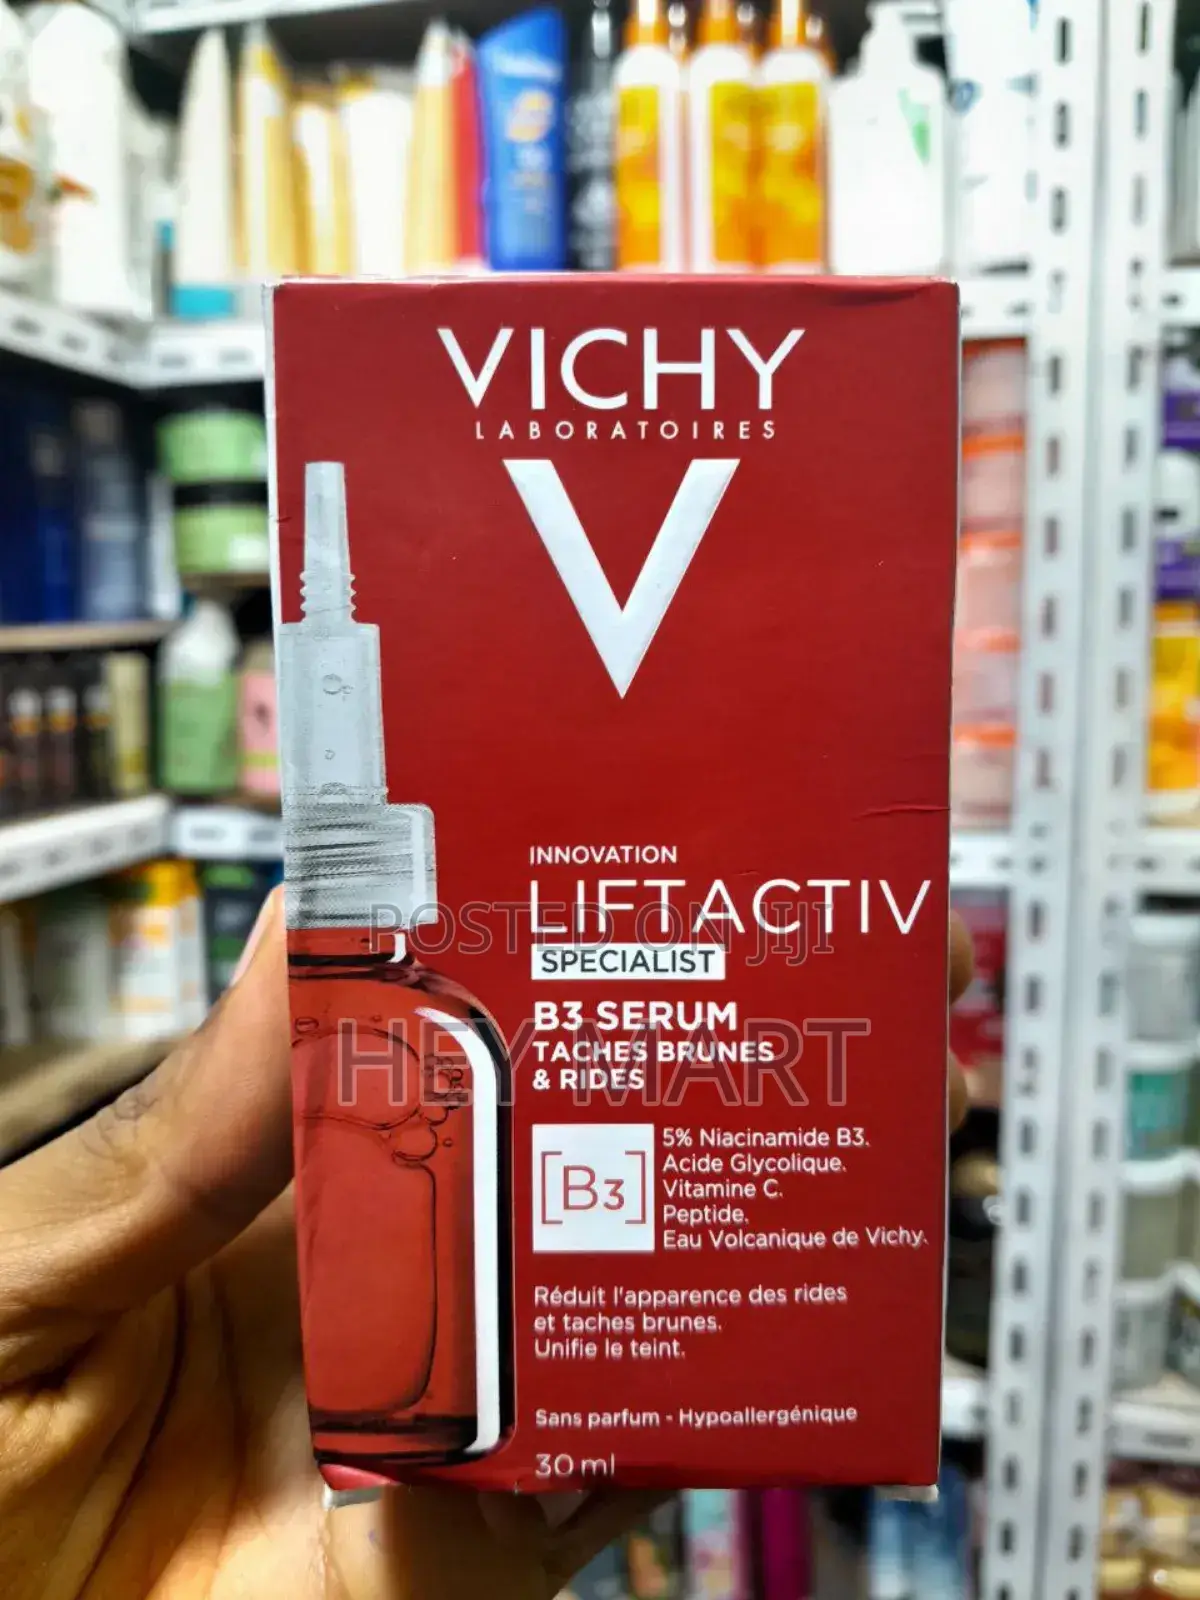 VICHY
LABORATOIRES
V
INNOVATION
LIFTACTIV
POSTED ON JIJI
SPECIALIST
B3 SERUM
HEY MART
TACHES BRUNES
& RIDES
[B3]
5% Niacinamide B3.
Acide Glycolique.
Vitamine C.
Peptide.
Eau Volcanique de Vichy.
Réduit l'apparence des rides
et taches brunes.
Unifie le teint.
Sans parfum - Hypoallergénique
30 ml